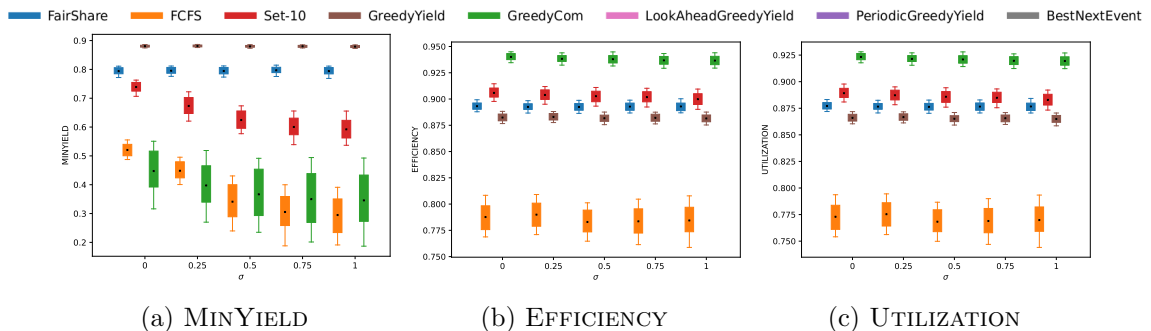 FairShare FCFS Set-10 GreedyYield GreedyCom LookAheadGreedyYield PeriodicGreedyYield BestNextEvent
MINYIELD
0.9
0.8
0.7
0.6
0.5
0.4
0.3
0.2
0 0.25 0.5 0.75 1
σ
(a) MINYIELD
EFFICIENCY
0.950
0.925
0.900
0.875
0.850
0.825
0.800
0.775
0.750
0 0.25 0.5 0.75 1
σ
(b) EFFICIENCY
UTILIZATION
0.925
0.900
0.875
0.850
0.825
0.800
0.775
0.750
0 0.25 0.5 0.75 1
σ
(c) UTILIZATION